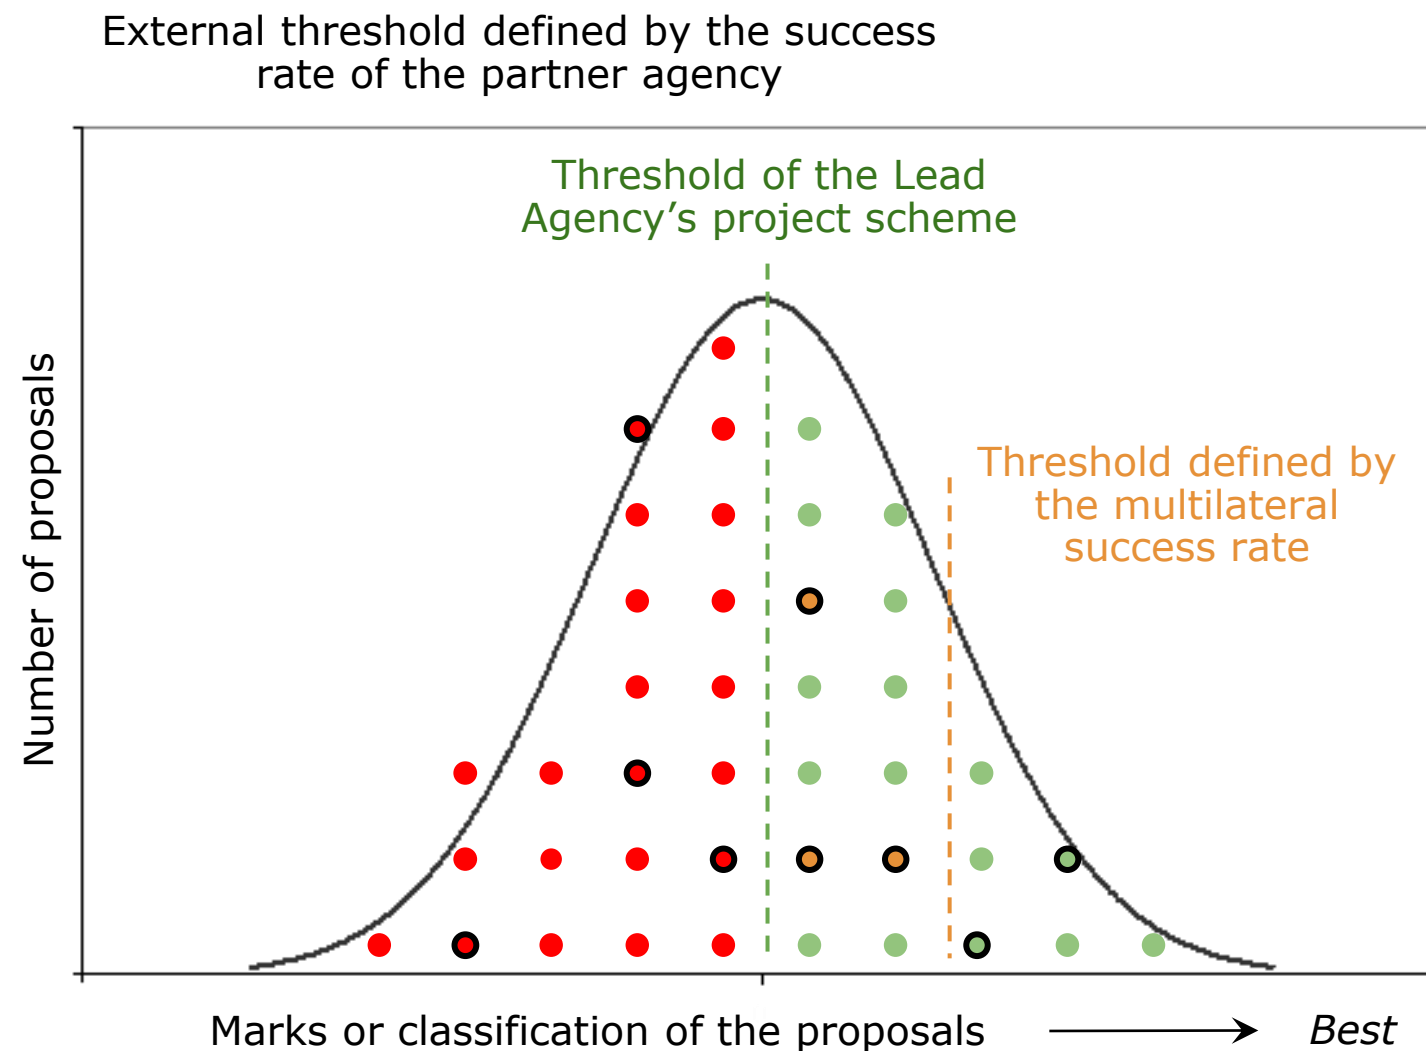 External threshold defined by the success
rate of the partner agency
Threshold of the Lead
Agency’s project scheme
Threshold defined by
the multilateral
success rate
Number of proposals
Marks or classification of the proposals
Best